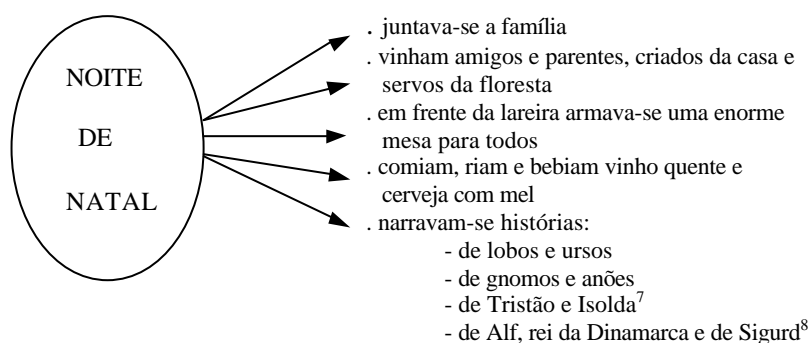 NOITE
DE
NATAL
. juntava-se a família
. vinham amigos e parentes, criados da casa e
servos da floresta
. em frente da lareira armava-se uma enorme
mesa para todos
. comiam, riam e bebiam vinho quente e
cerveja com mel
. narravam-se histórias:
- de lobos e ursos
- de gnomos e anões
- de Tristão e Isolda⁷
- de Alf, rei da Dinamarca e de Sigurd⁸